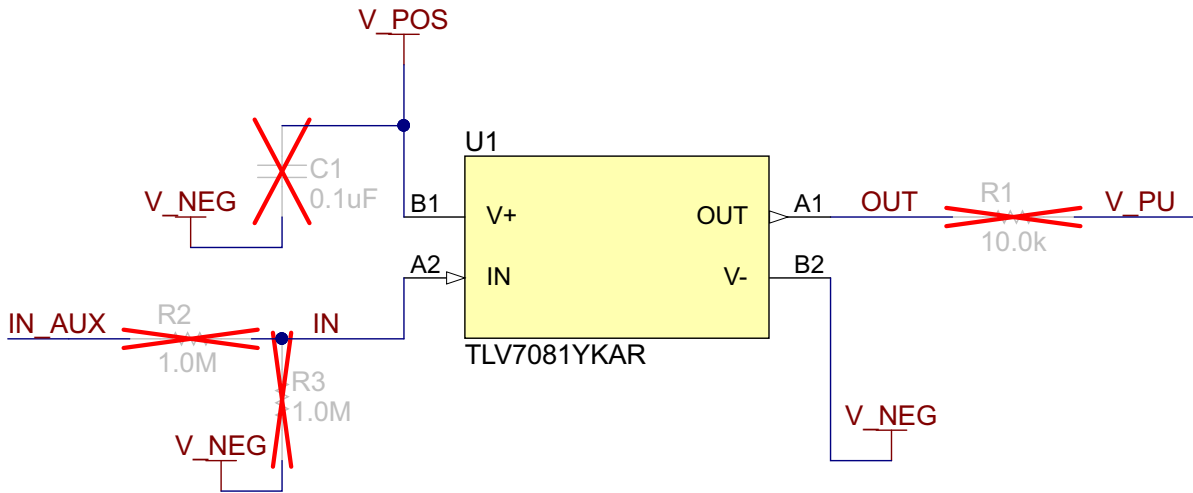 V_POS
U1
C1
0.1uF
V_NEG
B1
V+
OUT
A1
OUT
R1
10.0k
V_PU
A2
IN
V-
B2
IN_AUX
R2
1.0M
IN
TLV7081YKAR
R3
1.0M
V_NEG
V_NEG